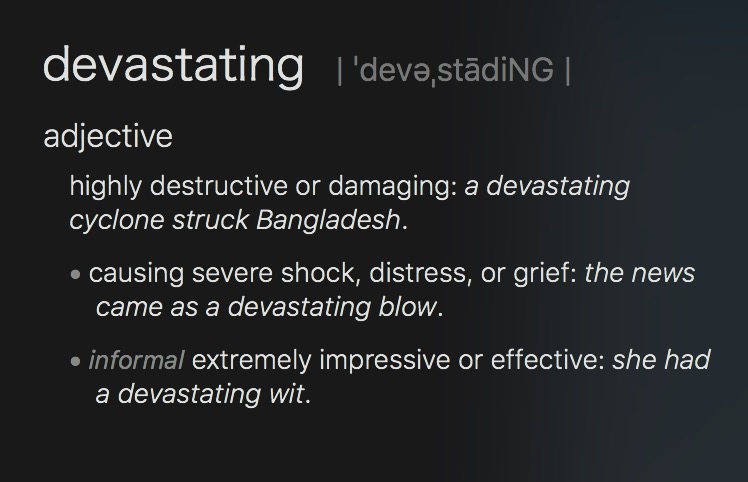 devastating | ˈdevəˌstādiNG |
adjective
highly destructive or damaging: a devastating
cyclone struck Bangladesh.
• causing severe shock, distress, or grief: the news
came as a devastating blow.
• informal extremely impressive or effective: she had
a devastating wit.